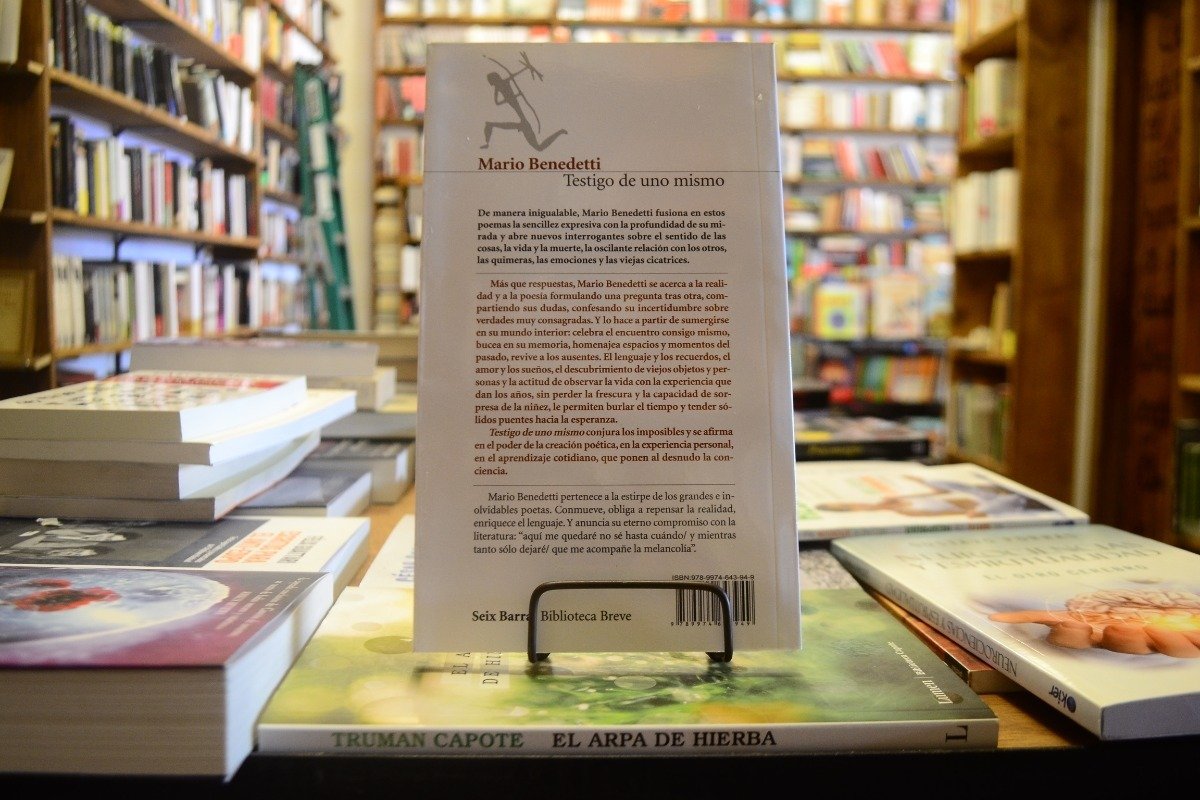 Mario Benedetti
Testigo de uno mismo
De manera inigualable, Mario Benedetti fusiona en estos
poemas la sencillez expresiva con la profundidad de su mi-
rada y abre nuevos interrogantes sobre el sentido de las
cosas, la vida y la muerte, la oscilante relación con los otros,
las quimeras, las emociones y las viejas cicatrices.
Más que respuestas, Mario Benedetti se acerca a la reali-
dad y a la poesía formulando una pregunta tras otra,
compartiendo sus dudas, confesando su incertidumbre sobre
verdades muy consagradas. Y lo hace a partir de sumergirse
en su mundo interior: celebra el encuentro consigo mismo,
bucea en su memoria, homenajea espacios y momentos del
pasado, revive a los ausentes. El lenguaje y los recuerdos, el
amor y los sueños, el descubrimiento de viejos objetos y per-
sonas y la actitud de observar la vida con la experiencia que
dan los años, sin perder la frescura y la capacidad de sor-
presa de la niñez, le permiten burlar el tiempo y tender só-
lidos puentes hacia la esperanza.
Testigo de uno mismo conjura los imposibles y se afirma
en el poder de la creación poética, en la experiencia personal,
en el aprendizaje cotidiano, que ponen al desnudo la con-
ciencia.
Mario Benedetti pertenece a la estirpe de los grandes e in-
olvidables poetas. Conmueve, obliga a repensar la realidad,
enriquece el lenguaje. Y anuncia su eterno compromiso con la
literatura: “aquí me quedaré no sé hasta cuándo/ y mientras
tanto sólo dejaré/ que me acompañe la melancolía”.
ISBN: 978-9974-643-94-9
Seix Barra Biblioteca Breve
Lumen
TRUMAN CAPOTE EL ARPA DE HIERBA L
kier